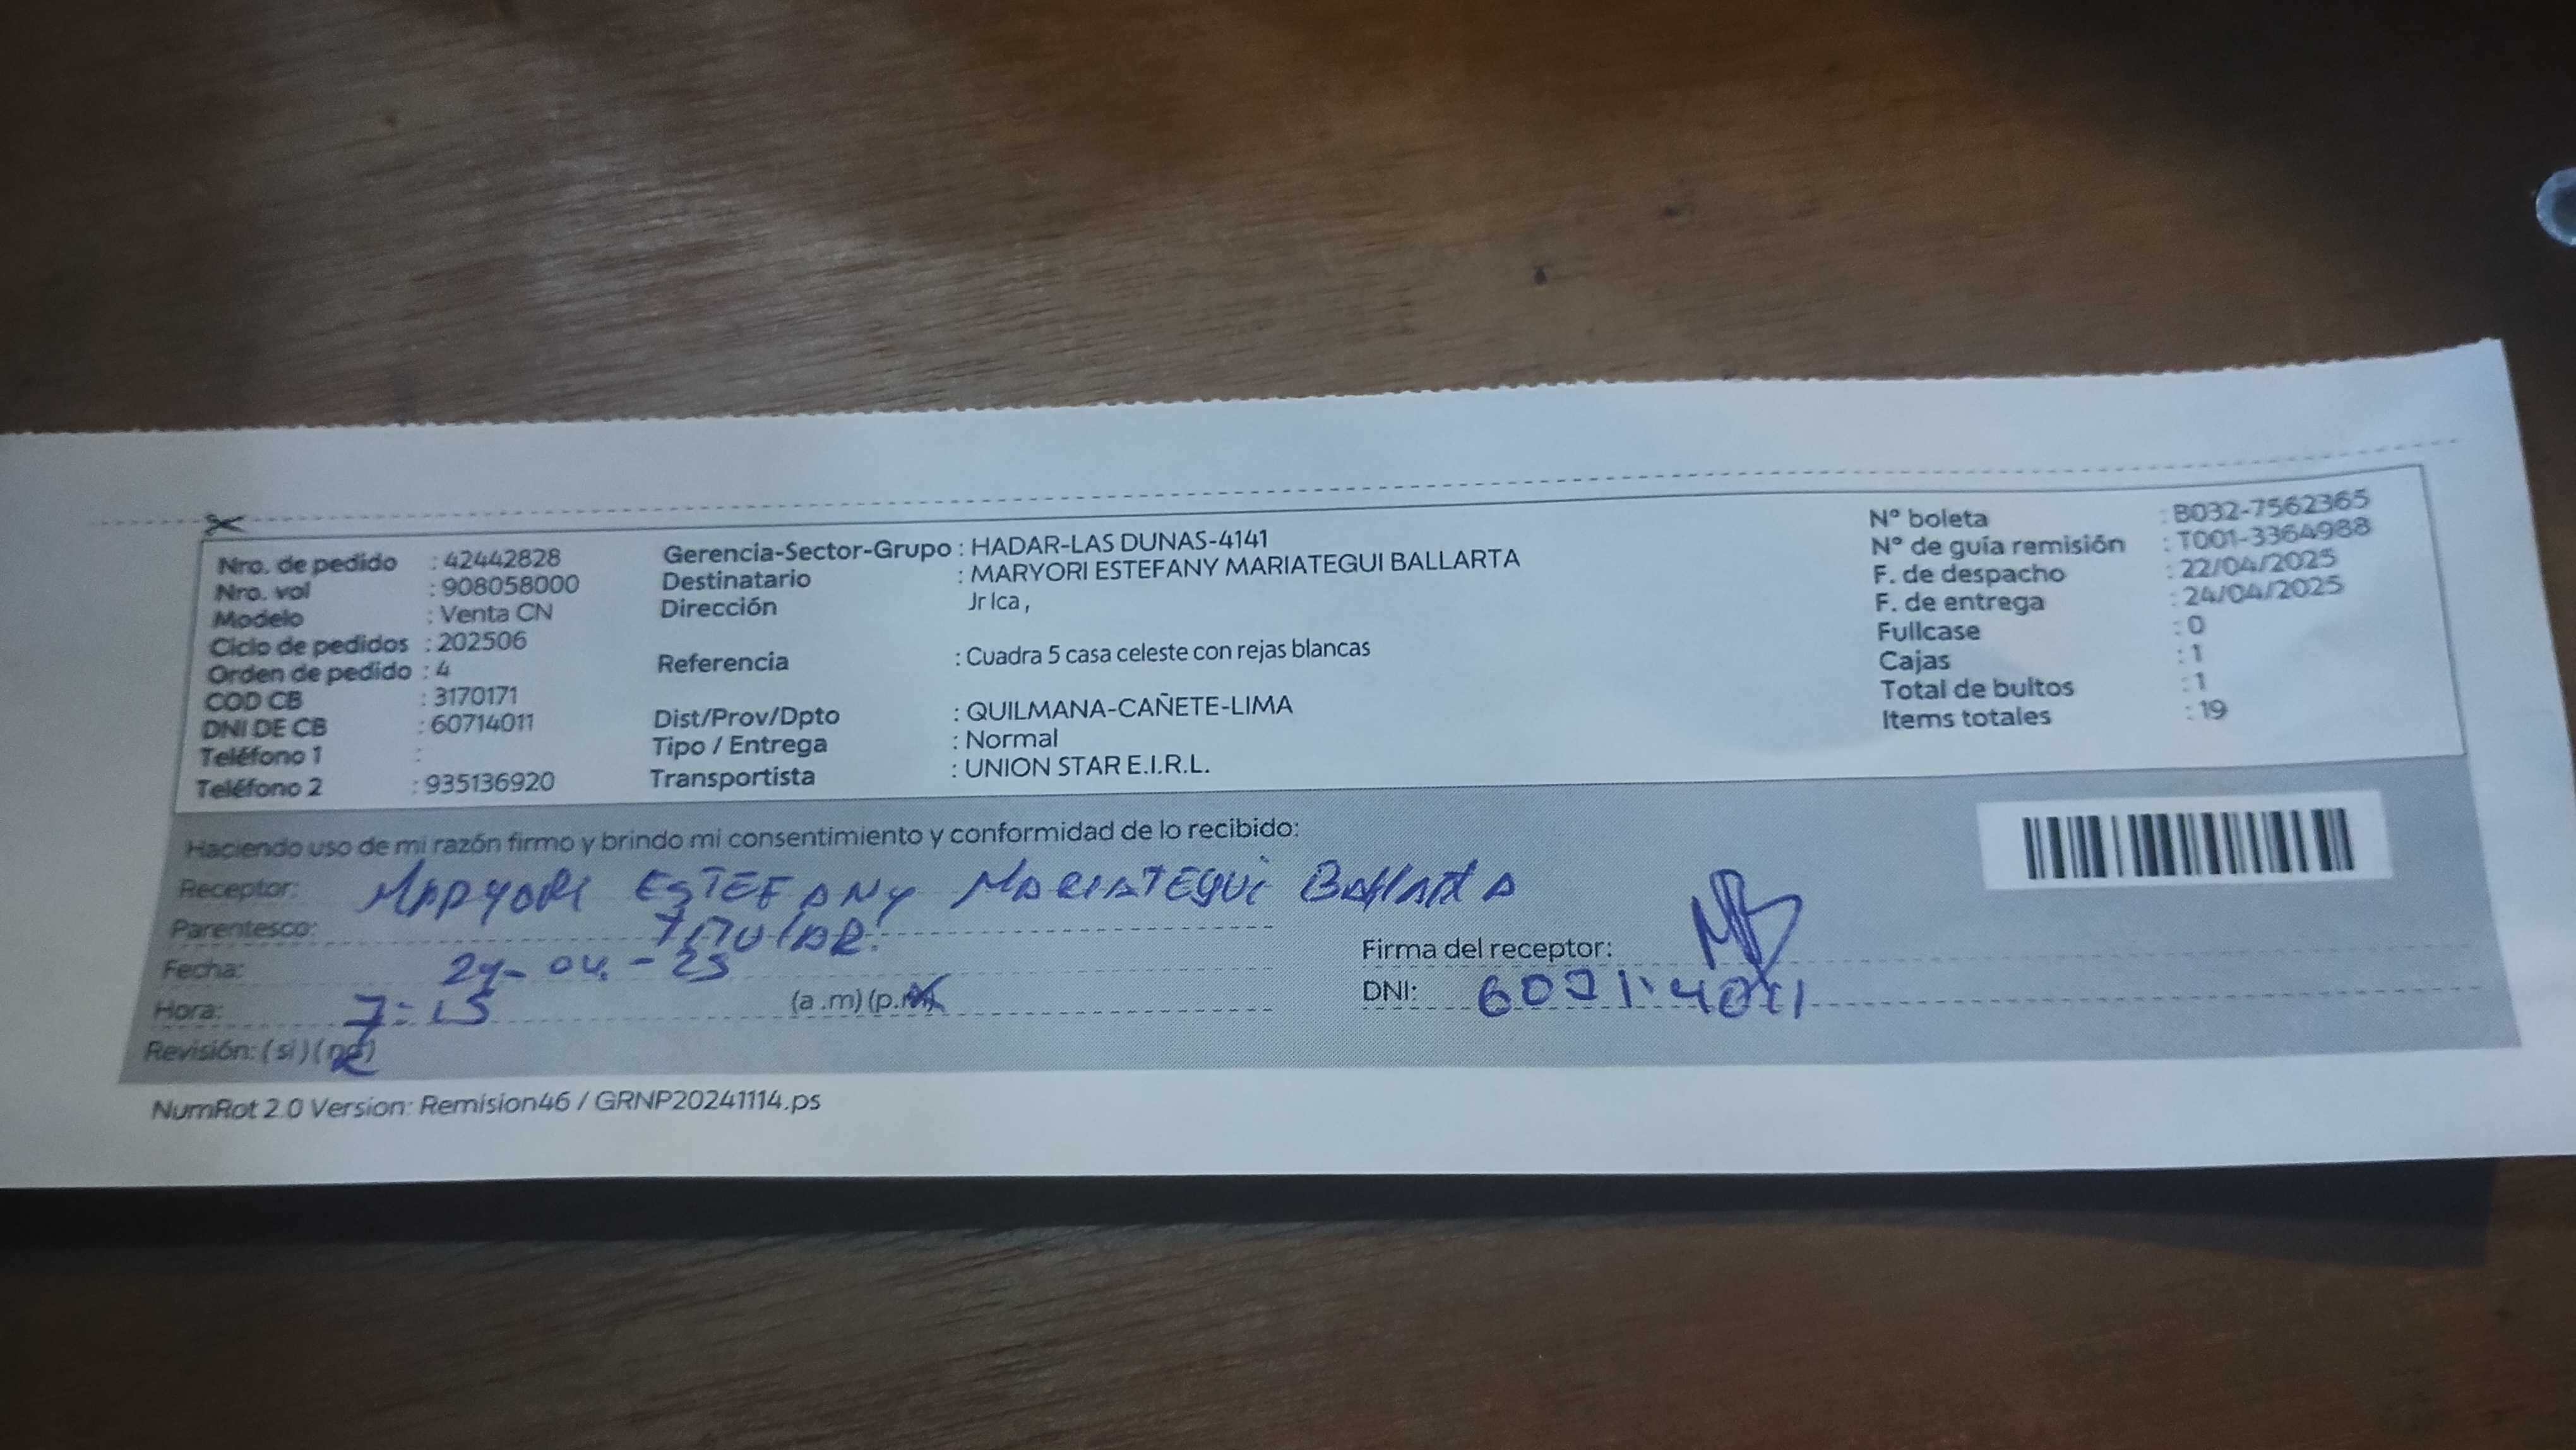 Nro. de pedido : 42442828
Nro. vol : 908058000
Modelo : Venta CN
Ciclo de pedidos : 202506
Orden de pedido : 4
COD CB : 3170171
DNI DE CB : 60714011
Teléfono 1 :
Teléfono 2 : 935136920
Gerencia-Sector-Grupo : HADAR-LAS DUNAS-4141
Destinatario : MARYORI ESTEFANY MARIATEGUI BALLARTA
Dirección Jr Ica ,
Referencia : Cuadra 5 casa celeste con rejas blancas
Dist/Prov/Dpto : QUILMANA-CAÑETE-LIMA
Tipo / Entrega : Normal
Transportista : UNION STAR E.I.R.L.
N° boleta : B032-7562365
N° de guía remisión : T001-3364988
F. de despacho : 22/04/2025
F. de entrega : 24/04/2025
Fullcase : 0
Cajas : 1
Total de bultos : 1
Items totales : 19
Haciendo uso de mi razón firmo y brindo mi consentimiento y conformidad de lo recibido:
Receptor: MARYORI ESTEFANY MARIATEGUI BALLARTA
Parentesco: TITULAR.
Fecha: 24-04-25
Hora: 7:15 (a.m)(p.m)
Revisión: (si)(no)
Firma del receptor:
DNI: 60714011
NumRot 2.0 Version: Remision46 / GRNP20241114.ps